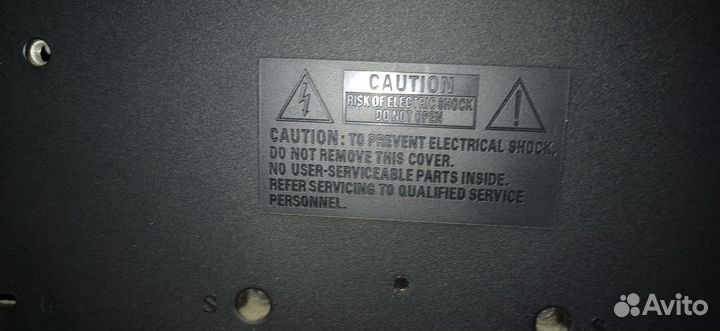 CAUTION
RISK OF ELECTRIC SHOCK
DO NOT OPEN
CAUTION: TO PREVENT ELECTRICAL SHOCK,
DO NOT REMOVE THIS COVER.
NO USER-SERVICEABLE PARTS INSIDE.
REFER SERVICING TO QUALIFIED SERVICE
PERSONNEL.
S
Avito